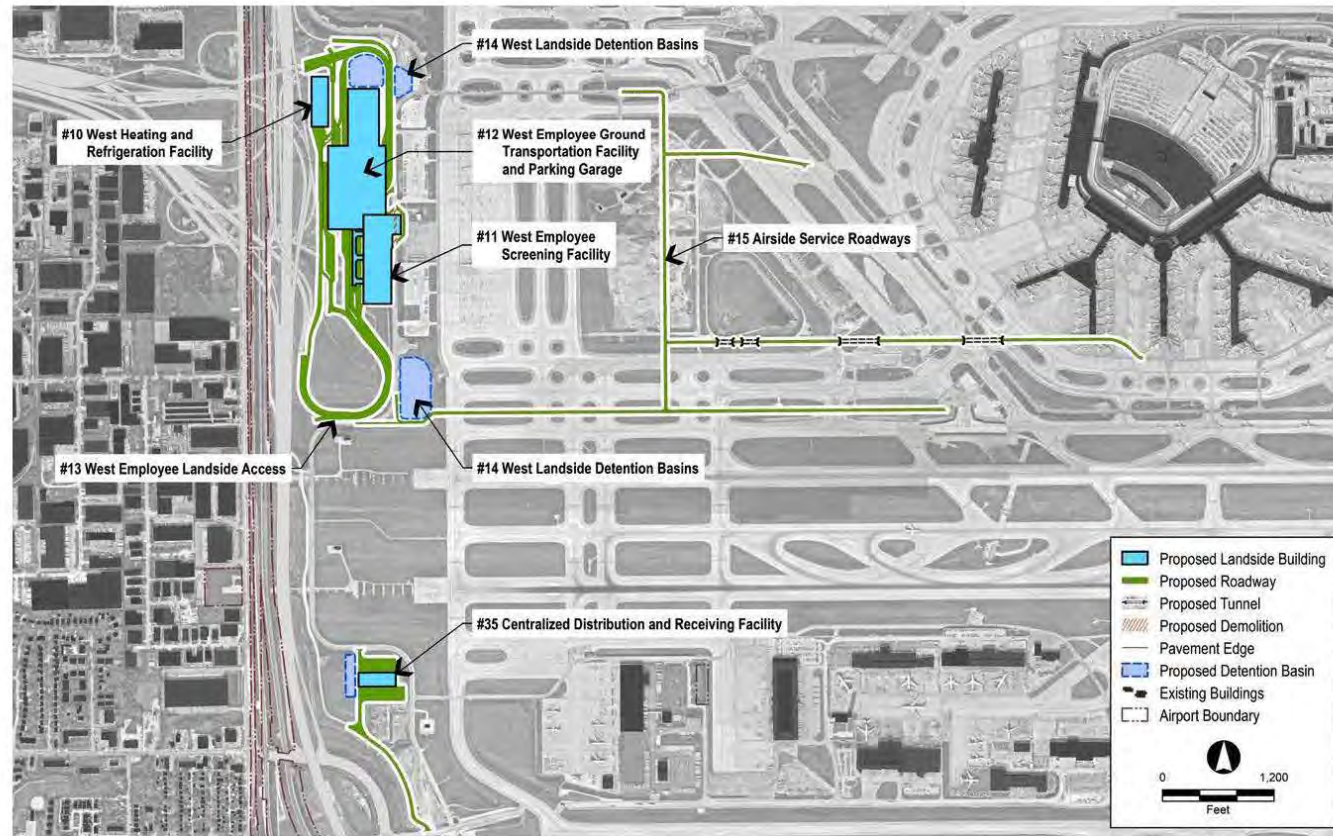 #14 West Landside Detention Basins
#10 West Heating and
Refrigeration Facility
#12 West Employee Ground
Transportation Facility
and Parking Garage
#11 West Employee
Screening Facility
#15 Airside Service Roadways
#13 West Employee Landside Access
#14 West Landside Detention Basins
#35 Centralized Distribution and Receiving Facility
Proposed Landside Building
Proposed Roadway
Proposed Tunnel
Proposed Demolition
Pavement Edge
Proposed Detention Basin
Existing Buildings
Airport Boundary
0 1,200
Feet